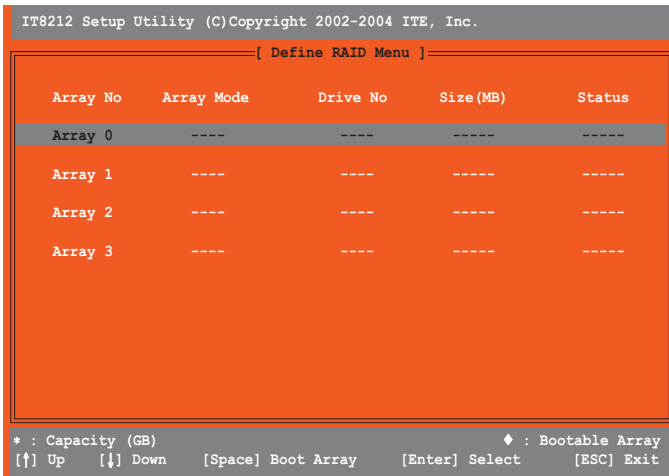 IT8212 Setup Utility (C)Copyright 2002-2004 ITE, Inc.
[ Define RAID Menu ]
Array No Array Mode Drive No Size(MB) Status
Array 0 ---- ---- ----- -----
Array 1 ---- ---- ----- -----
Array 2 ---- ---- ----- -----
Array 3 ---- ---- ----- -----
* : Capacity (GB) ♦ : Bootable Array
[↑] Up [↓] Down [Space] Boot Array [Enter] Select [ESC] Exit